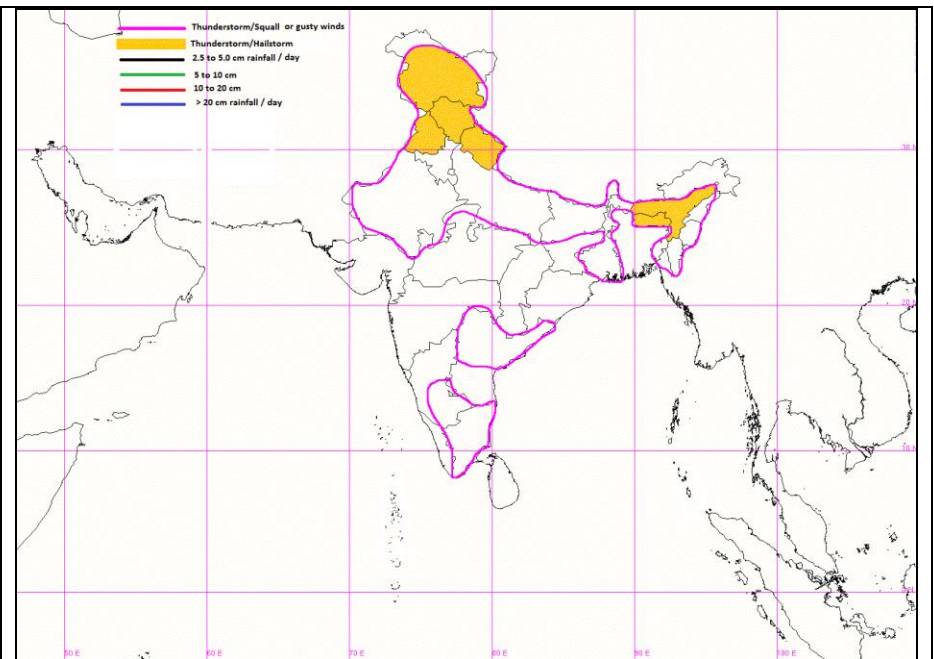 Thunderstorm/Squall or gusty winds
Thunderstorm/Hailstorm
2.5 to 5.0 cm rainfall / day
5 to 10 cm
10 to 20 cm
> 20 cm rainfall / day
30 N
20 N
10 N
50 E
60 E
70 E
80 E
90 E
100 E